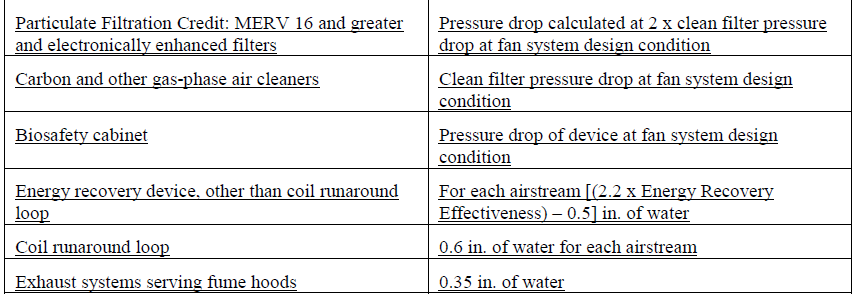 Particulate Filtration Credit: MERV 16 and greater
and electronically enhanced filters
Pressure drop calculated at 2 x clean filter pressure
drop at fan system design condition
Carbon and other gas-phase air cleaners
Clean filter pressure drop at fan system design
condition
Biosafety cabinet
Pressure drop of device at fan system design
condition
Energy recovery device, other than coil runaround
loop
For each airstream [(2.2 x Energy Recovery
Effectiveness) – 0.5] in. of water
Coil runaround loop
0.6 in. of water for each airstream
Exhaust systems serving fume hoods
0.35 in. of water